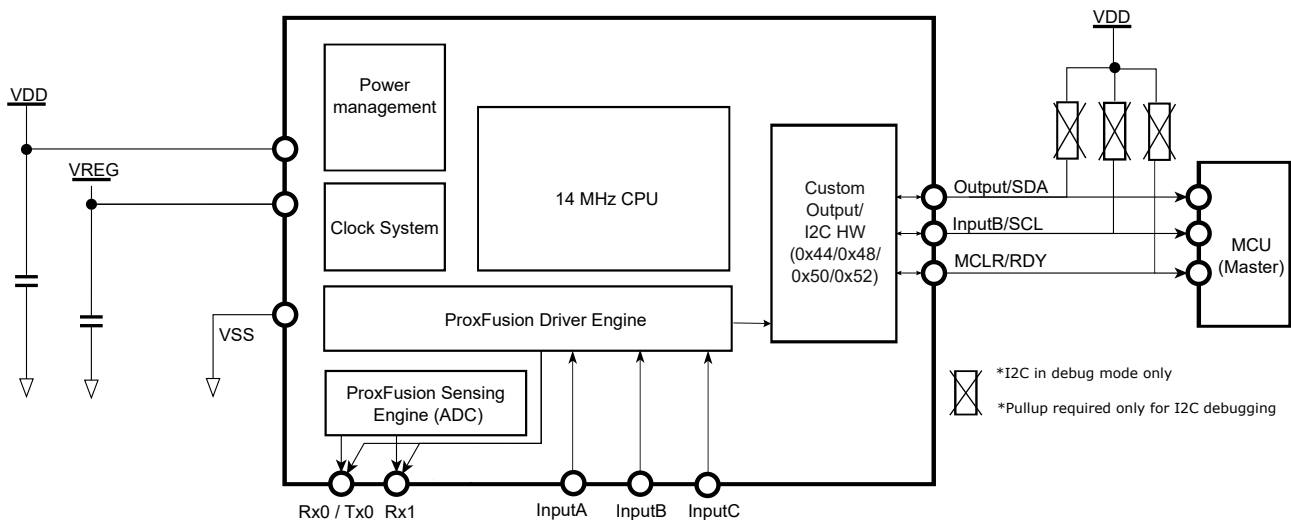 VDD
VREG
VSS
Power
management
Clock System
14 MHz CPU
ProxFusion Driver Engine
ProxFusion Sensing
Engine (ADC)
Custom
Output/
I2C HW
(0x44/0x48/
0x50/0x52)
Rx0 / Tx0
Rx1
InputA
InputB
InputC
VDD
Output/SDA
InputB/SCL
MCLR/RDY
MCU
(Master)
*I2C in debug mode only
*Pullup required only for I2C debugging